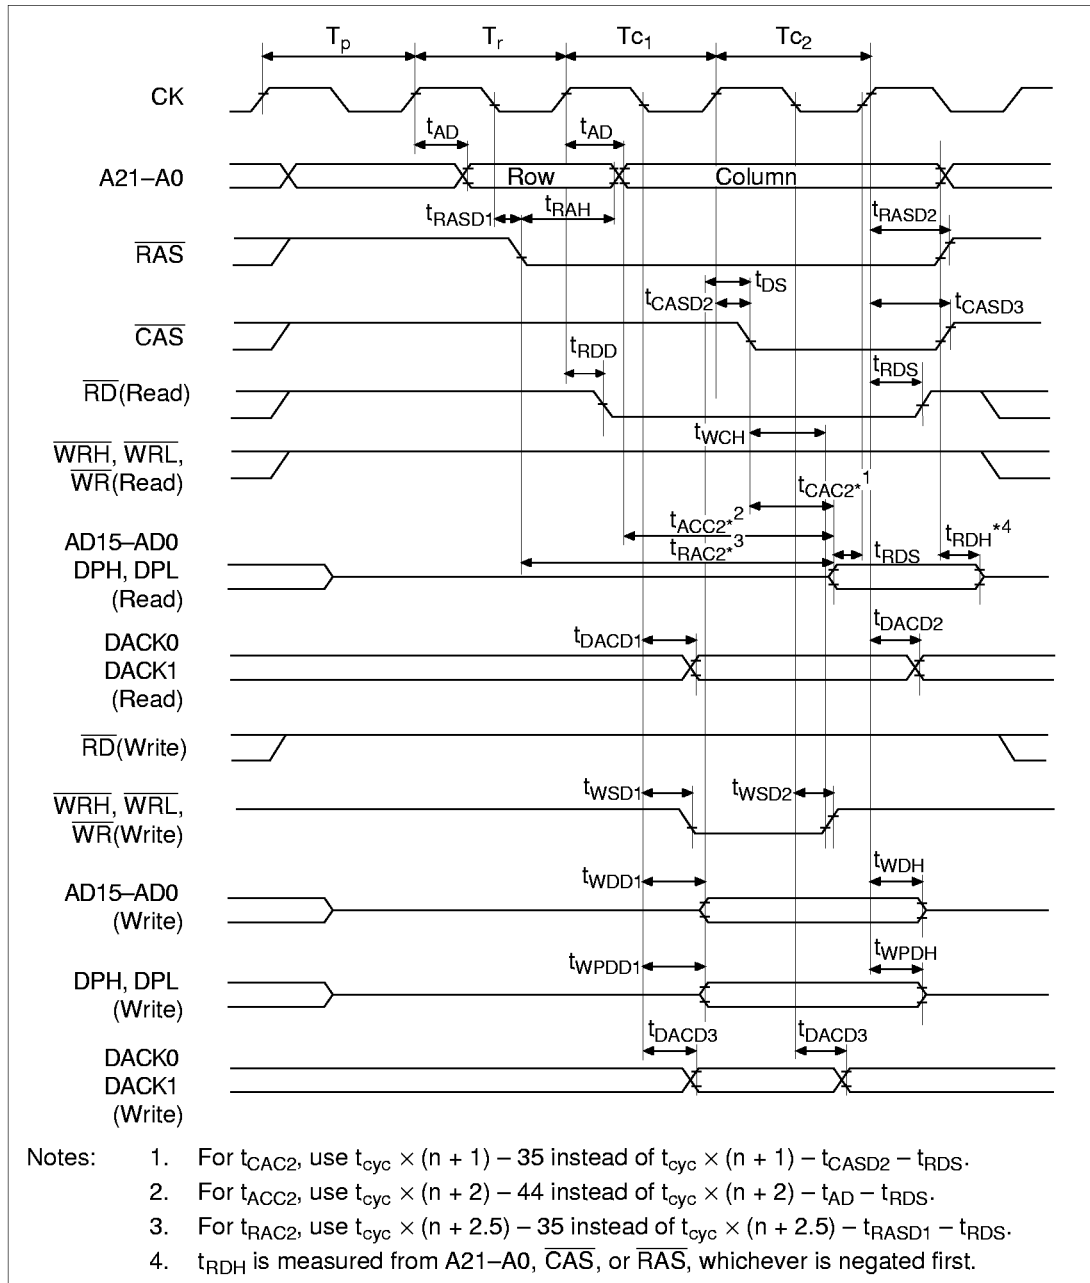 Tp Tr Tc1 Tc2
CK
tAD tAD
A21–A0 Row Column
tRASD1 tRAH tRASD2
RAS
tDS
tCASD2 tCASD3
CAS
tRDD tRDS
RD(Read)
tWCH
WRH, WRL,
WR(Read)
tCAC2*1
tACC2*2
AD15–AD0
tRAC2*3 tRDS tRDH*4
DPH, DPL
(Read)
DACK0
tDACD1 tDACD2
DACK1
(Read)
RD(Write)
tWSD1 tWSD2
WRH, WRL,
WR(Write)
tWDD1 tWDH
AD15–AD0
(Write)
tWPDD1 tWPDH
DPH, DPL
(Write)
tDACD3 tDACD3
DACK0
DACK1
(Write)
Notes: 1. For tCAC2, use tcyc × (n + 1) – 35 instead of tcyc × (n + 1) – tCASD2 – tRDS.
2. For tACC2, use tcyc × (n + 2) – 44 instead of tcyc × (n + 2) – tAD – tRDS.
3. For tRAC2, use tcyc × (n + 2.5) – 35 instead of tcyc × (n + 2.5) – tRASD1 – tRDS.
4. tRDH is measured from A21–A0, CAS, or RAS, whichever is negated first.